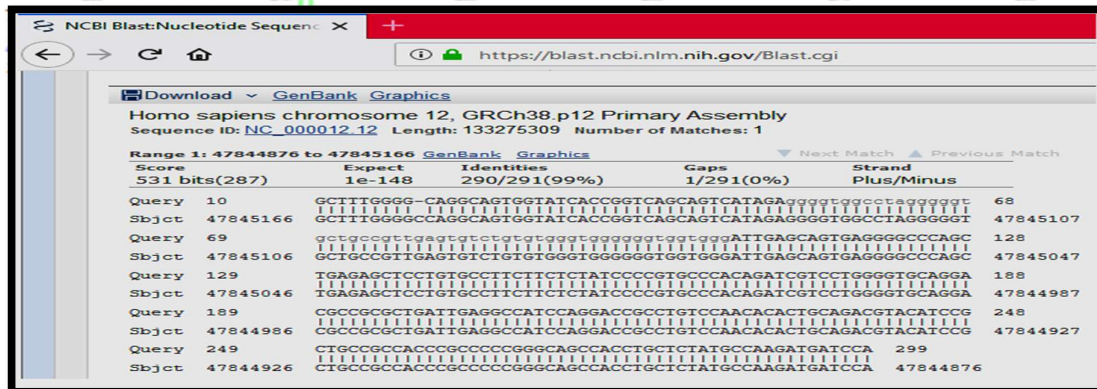 NCBI Blast:Nucleotide Sequenc
https://blast.ncbi.nlm.nih.gov/Blast.cgi
Download GenBank Graphics
Homo sapiens chromosome 12, GRCh38.p12 Primary Assembly
Sequence ID: NC_000012.12 Length: 133275309 Number of Matches: 1
Range 1: 47844876 to 47845166 GenBank Graphics Next Match Previous Match
Score Expect Identities Gaps Strand
531 bits(287) 1e-148 290/291(99%) 1/291(0%) Plus/Minus
Query 10 GCTTTGGGG-CAGGCAGTGGTATCACCGGTCAGCAGTCATAGAggggtggcctagggggt 68
Sbjct 47845166 GCTTTGGGGCCAGGCAGTGGTATCACCGGTCAGCAGTCATAGAGGGGTGGCCTAGGGGGT 47845107
Query 69 gctgccgttgagtgtctgtgtgggtggggggtggtgggATTGAGCAGTGAGGGGCCCAGC 128
Sbjct 47845106 GCTGCCGTTGAGTGTCTGTGTGGGTGGGGGGTGGTGGGATTGAGCAGTGAGGGGCCCAGC 47845047
Query 129 TGAGAGCTCCTGTGCCTTCTTCTCTATCCCCGTGCCCACAGATCGTCCTGGGGTGCAGGA 188
Sbjct 47845046 TGAGAGCTCCTGTGCCTTCTTCTCTATCCCCGTGCCCACAGATCGTCCTGGGGTGCAGGA 47844987
Query 189 CGCCGCGCTGATTGAGGCCATCCAGGACCGCCTGTCCAACACACTGCAGACGTACATCCG 248
Sbjct 47844986 CGCCGCGCTGATTGAGGCCATCCAGGACCGCCTGTCCAACACACTGCAGACGTACATCCG 47844927
Query 249 CTGCCGCCACCCGCCCCCGGGCAGCCACCTGCTCTATGCCAAGATGATCCA 299
Sbjct 47844926 CTGCCGCCACCCGCCCCCGGGCAGCCACCTGCTCTATGCCAAGATGATCCA 47844876